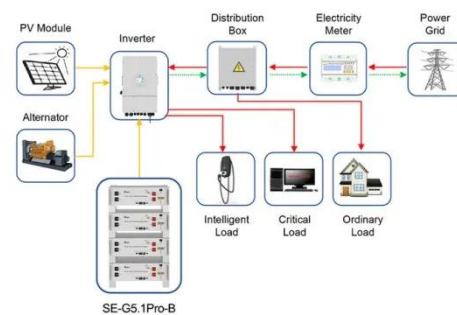 PV Module
Inverter
Distribution
Box
Electricity
Meter
Power
Grid
Alternator
Intelligent
Load
Critical
Load
Ordinary
Load
SE-G5.1Pro-B